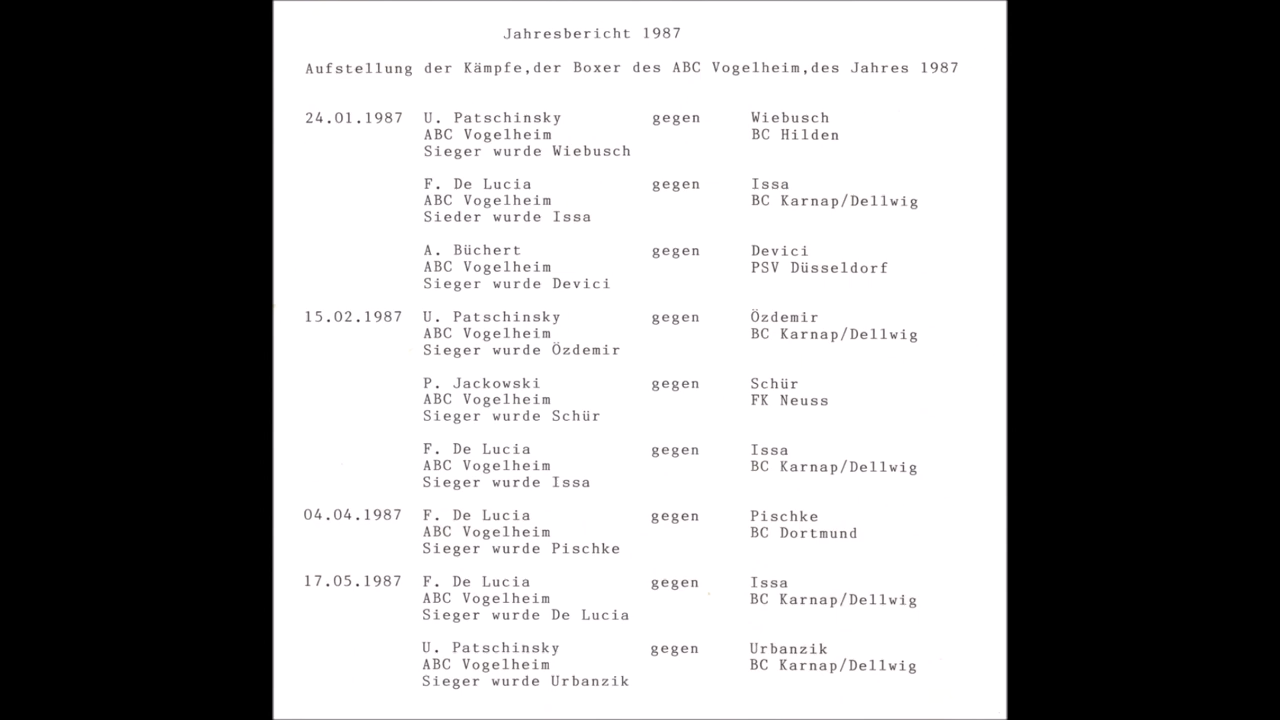 Jahresbericht 1987
Aufstellung der Kämpfe,der Boxer des ABC Vogelheim,des Jahres 1987
24.01.1987 U. Patschinsky gegen Wiebusch
ABC Vogelheim BC Hilden
Sieger wurde Wiebusch
F. De Lucia gegen Issa
ABC Vogelheim BC Karnap/Dellwig
Sieder wurde Issa
A. Büchert gegen Devici
ABC Vogelheim PSV Düsseldorf
Sieger wurde Devici
15.02.1987 U. Patschinsky gegen Özdemir
ABC Vogelheim BC Karnap/Dellwig
Sieger wurde Özdemir
P. Jackowski gegen Schür
ABC Vogelheim FK Neuss
Sieger wurde Schür
F. De Lucia gegen Issa
ABC Vogelheim BC Karnap/Dellwig
Sieger wurde Issa
04.04.1987 F. De Lucia gegen Pischke
ABC Vogelheim BC Dortmund
Sieger wurde Pischke
17.05.1987 F. De Lucia gegen Issa
ABC Vogelheim BC Karnap/Dellwig
Sieger wurde De Lucia
U. Patschinsky gegen Urbanzik
ABC Vogelheim BC Karnap/Dellwig
Sieger wurde Urbanzik